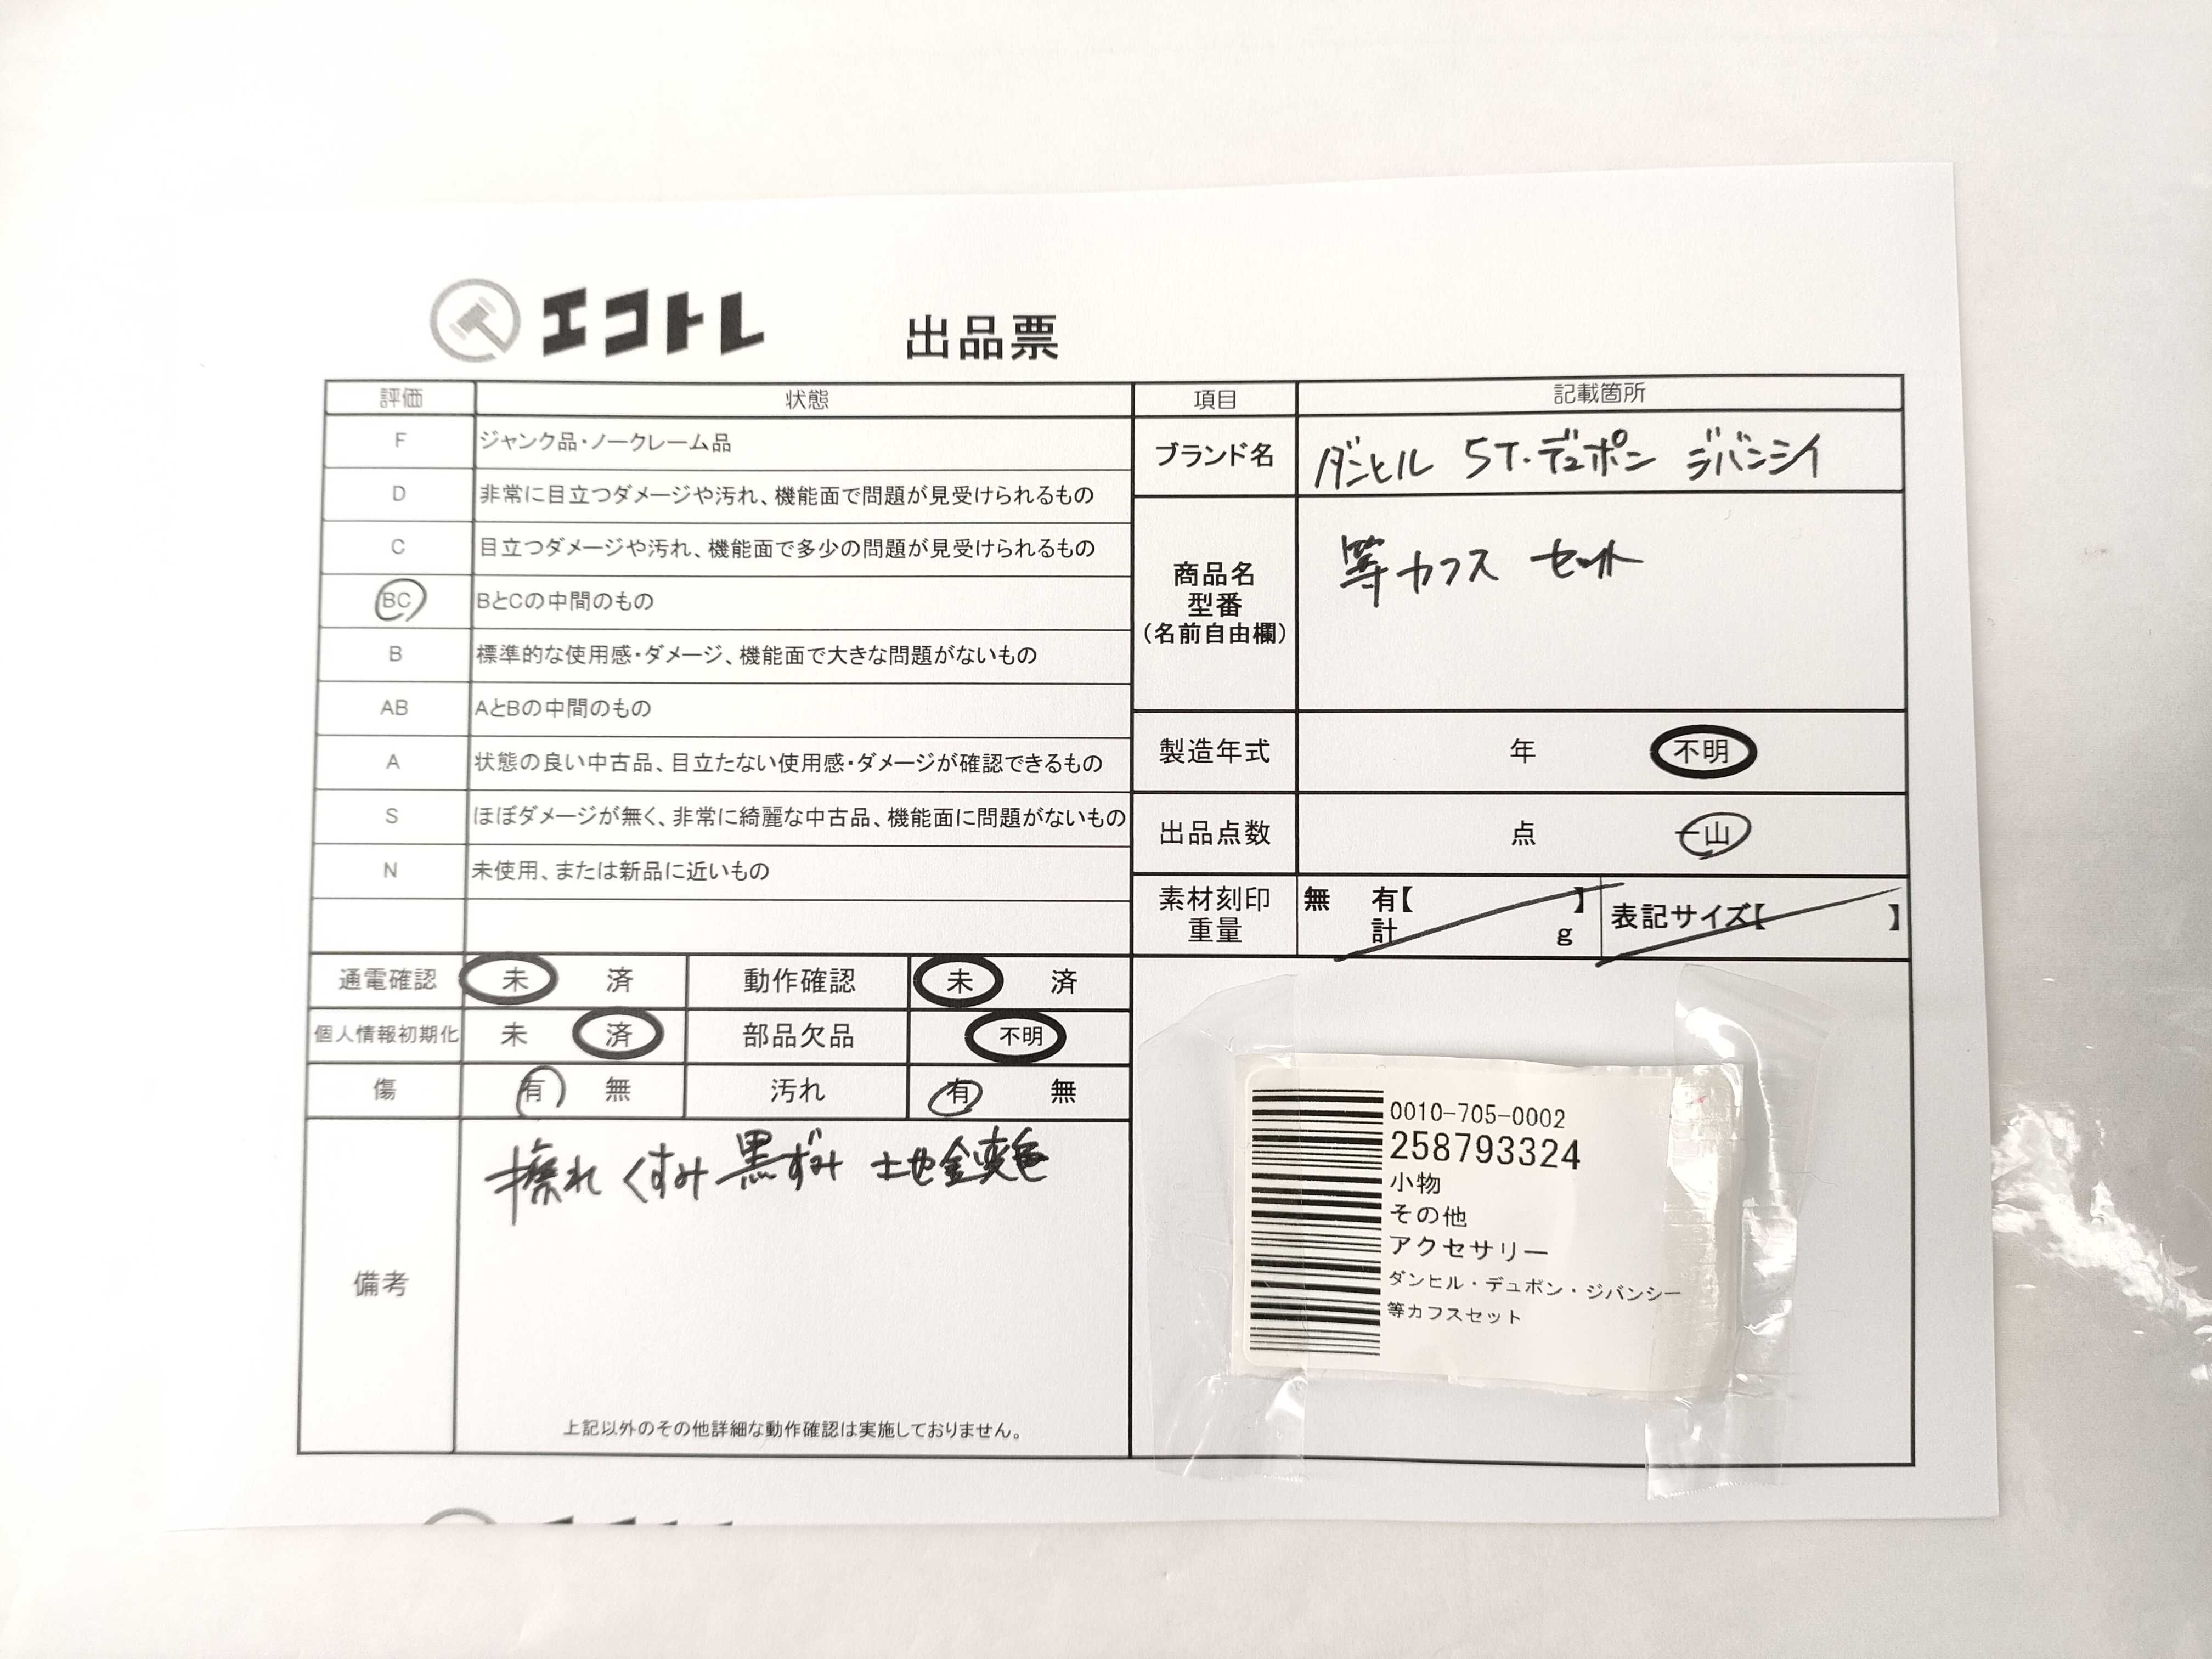 エコトレ 出品票
評価 状態
F ジャンク品・ノークレーム品
D 非常に目立つダメージや汚れ、機能面で問題が見受けられるもの
C 目立つダメージや汚れ、機能面で多少の問題が見受けられるもの
BC BとCの中間のもの
B 標準的な使用感・ダメージ、機能面で大きな問題がないもの
AB AとBの中間のもの
A 状態の良い中古品、目立たない使用感・ダメージが確認できるもの
S ほぼダメージが無く、非常に綺麗な中古品、機能面に問題がないもの
N 未使用、または新品に近いもの
通電確認 未 済 動作確認 未 済
個人情報初期化 未 済 部品欠品 不明
傷 有 無 汚れ 有 無
備考
擦れ くすみ 黒ずみ 土地金変色
上記以外のその他詳細な動作確認は実施しておりません。
項目 記載箇所
ブランド名 ダンヒル ST.デュポン ジバンシイ
商品名
型番
(名前自由欄)
等カフス セット
製造年式 年 不明
出品点数 点 一山
素材刻印 無 有【 】 表記サイズ【 】
重量 計 g
0010-705-0002
258793324
小物
その他
アクセサリー
ダンヒル・デュポン・ジバンシー
等カフスセット